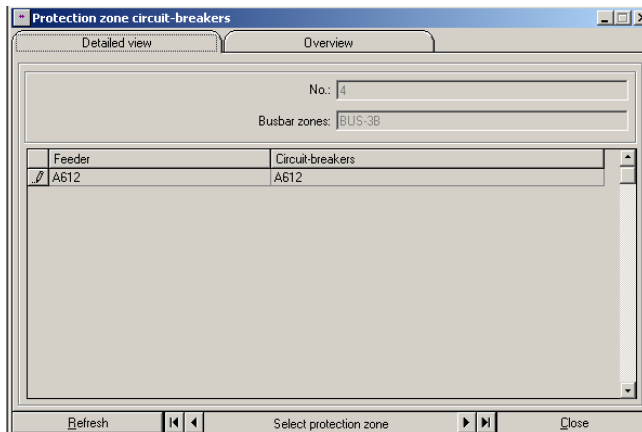 Protection zone circuit-breakers
Detailed view Overview
No.: 4
Busbar zones: BUS-3B
Feeder Circuit-breakers
A612 A612
Refresh Select protection zone Close